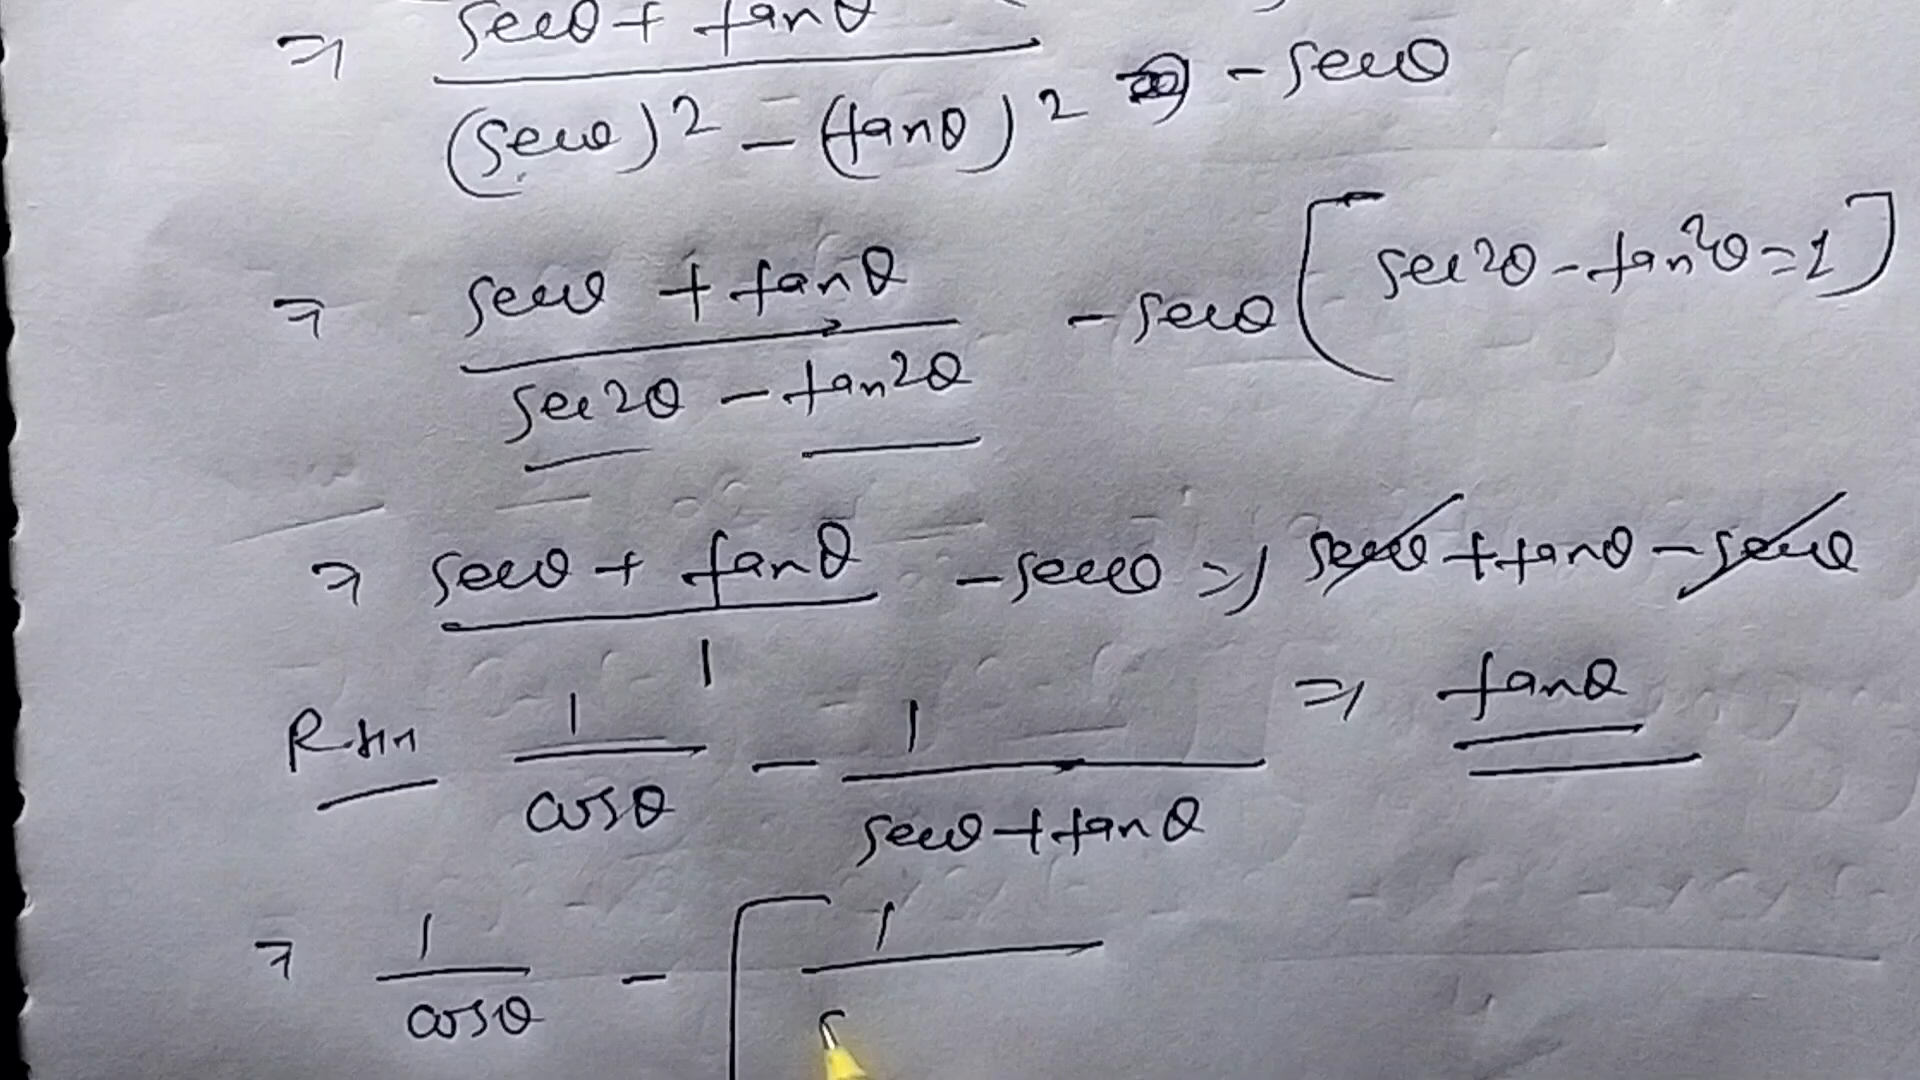 ⇒ secθ + tanθ
(secθ)² - (tanθ)² - secθ
⇒ secθ + tanθ / sec²θ - tan²θ - secθ [sec²θ - tan²θ = 1]
⇒ secθ + tanθ / 1 - secθ ⇒ secθ + tanθ - secθ
⇒ tanθ
RHS 1 / cosθ - 1 / secθ + tanθ
⇒ 1 / cosθ - [ 1